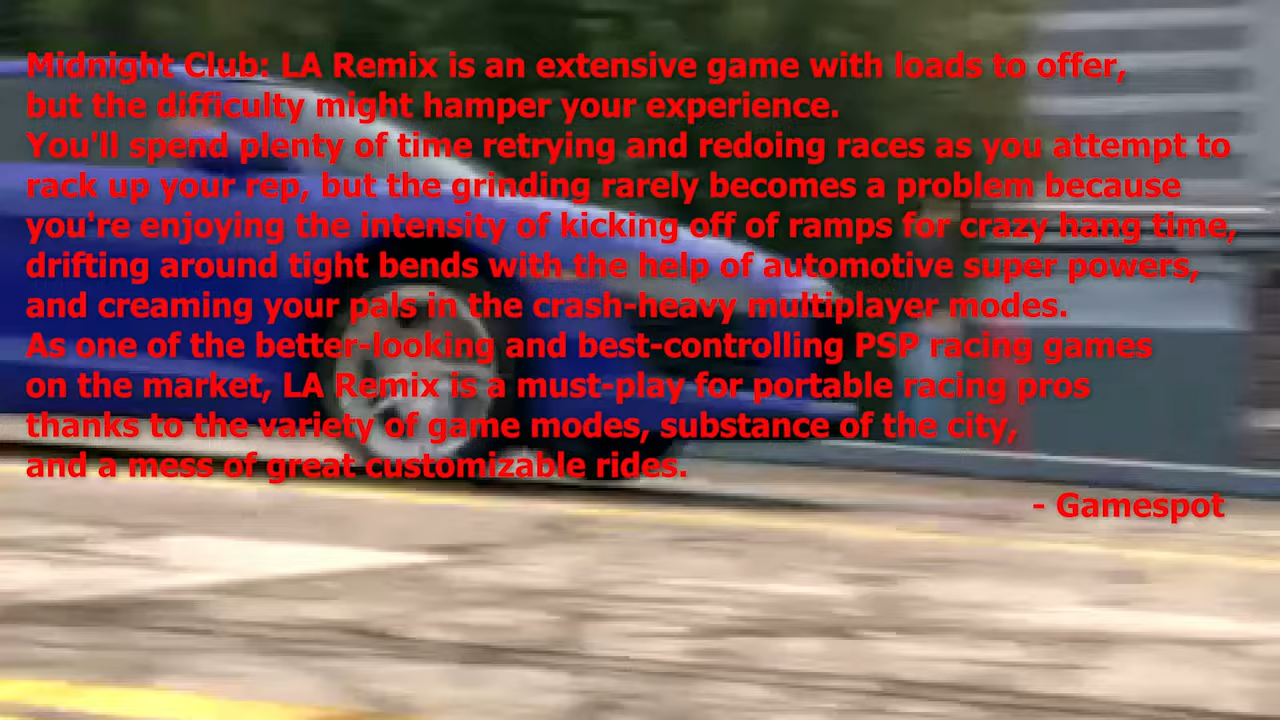 Midnight Club: LA Remix is an extensive game with loads to offer,
but the difficulty might hamper your experience.
You'll spend plenty of time retrying and redoing races as you attempt to
rack up your rep, but the grinding rarely becomes a problem because
you're enjoying the intensity of kicking off of ramps for crazy hang time,
drifting around tight bends with the help of automotive super powers,
and creaming your pals in the crash-heavy multiplayer modes.
As one of the better-looking and best-controlling PSP racing games
on the market, LA Remix is a must-play for portable racing pros
thanks to the variety of game modes, substance of the city,
and a mess of great customizable rides.
- Gamespot